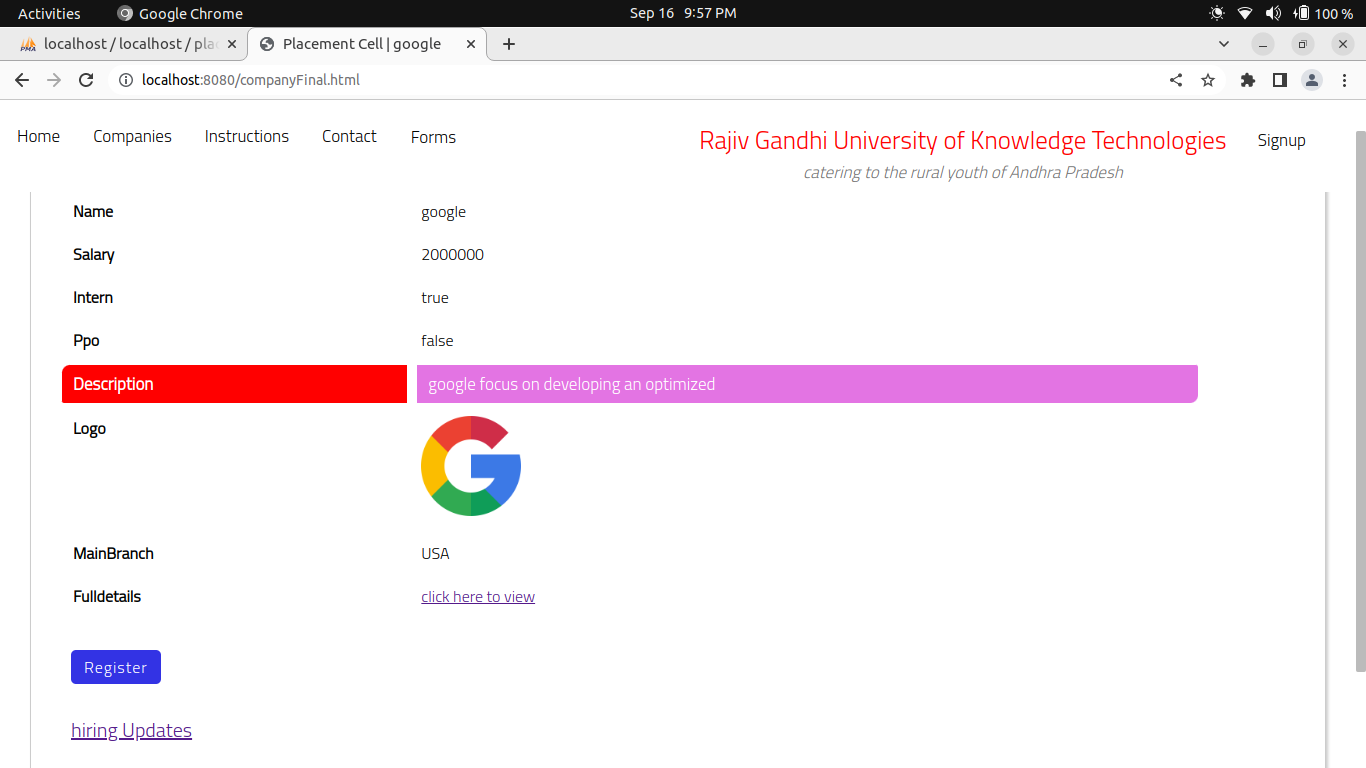 Activities Google Chrome Sep 16 9:57 PM 100 %
PMA localhost / localhost / pla Placement Cell | google
localhost:8080/companyFinal.html
Home Companies Instructions Contact Forms Rajiv Gandhi University of Knowledge Technologies Signup
catering to the rural youth of Andhra Pradesh
Name google
Salary 2000000
Intern true
Ppo false
Description google focus on developing an optimized
Logo
MainBranch USA
Fulldetails click here to view
Register
hiring Updates